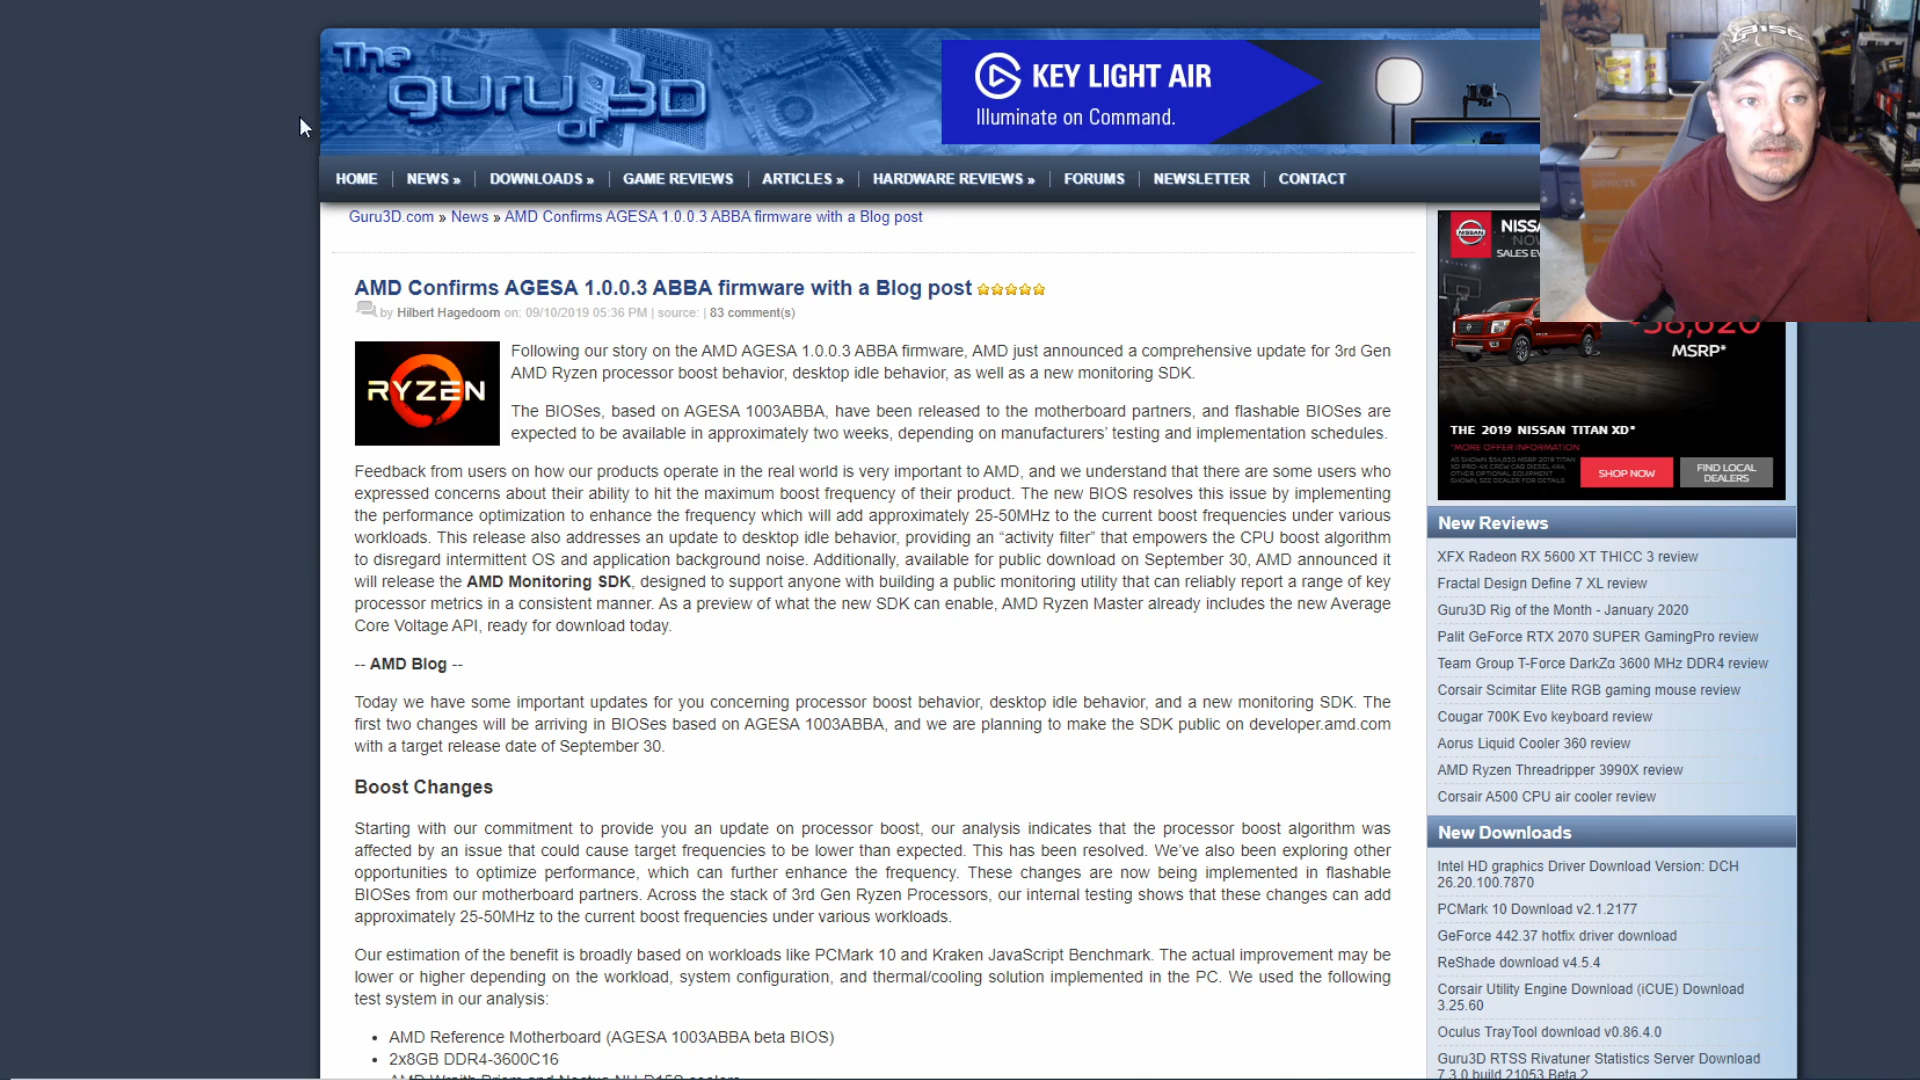 The
guru
of
3D
KEY LIGHT AIR
Illuminate on Command.
HOME
NEWS »
DOWNLOADS »
GAME REVIEWS
ARTICLES »
HARDWARE REVIEWS »
FORUMS
NEWSLETTER
CONTACT
Guru3D.com » News » AMD Confirms AGESA 1.0.0.3 ABBA firmware with a Blog post
AMD Confirms AGESA 1.0.0.3 ABBA firmware with a Blog post
by Hilbert Hagedoorn on: 09/10/2019 05:36 PM | source: | 83 comment(s)
RYZEN
Following our story on the AMD AGESA 1.0.0.3 ABBA firmware, AMD just announced a comprehensive update for 3rd Gen
AMD Ryzen processor boost behavior, desktop idle behavior, as well as a new monitoring SDK.
The BIOSes, based on AGESA 1003ABBA, have been released to the motherboard partners, and flashable BIOSes are
expected to be available in approximately two weeks, depending on manufacturers' testing and implementation schedules.
Feedback from users on how our products operate in the real world is very important to AMD, and we understand that there are some users who
expressed concerns about their ability to hit the maximum boost frequency of their product. The new BIOS resolves this issue by implementing
the performance optimization to enhance the frequency which will add approximately 25-50MHz to the current boost frequencies under various
workloads. This release also addresses an update to desktop idle behavior, providing an “activity filter” that empowers the CPU boost algorithm
to disregard intermittent OS and application background noise. Additionally, available for public download on September 30, AMD announced it
will release the AMD Monitoring SDK, designed to support anyone with building a public monitoring utility that can reliably report a range of key
processor metrics in a consistent manner. As a preview of what the new SDK can enable, AMD Ryzen Master already includes the new Average
Core Voltage API, ready for download today.
-- AMD Blog --
Today we have some important updates for you concerning processor boost behavior, desktop idle behavior, and a new monitoring SDK. The
first two changes will be arriving in BIOSes based on AGESA 1003ABBA, and we are planning to make the SDK public on developer.amd.com
with a target release date of September 30.
Boost Changes
Starting with our commitment to provide you an update on processor boost, our analysis indicates that the processor boost algorithm was
affected by an issue that could cause target frequencies to be lower than expected. This has been resolved. We've also been exploring other
opportunities to optimize performance, which can further enhance the frequency. These changes are now being implemented in flashable
BIOSes from our motherboard partners. Across the stack of 3rd Gen Ryzen Processors, our internal testing shows that these changes can add
approximately 25-50MHz to the current boost frequencies under various workloads.
Our estimation of the benefit is broadly based on workloads like PCMark 10 and Kraken JavaScript Benchmark. The actual improvement may be
lower or higher depending on the workload, system configuration, and thermal/cooling solution implemented in the PC. We used the following
test system in our analysis:
• AMD Reference Motherboard (AGESA 1003ABBA beta BIOS)
• 2x8GB DDR4-3600C16
NISSAN
SALES
MSRP*
THE 2019 NISSAN TITAN XD*
*MORE OFFER INFORMATION
SHOP NOW
FIND LOCAL
DEALERS
New Reviews
XFX Radeon RX 5600 XT THICC 3 review
Fractal Design Define 7 XL review
Guru3D Rig of the Month - January 2020
Palit GeForce RTX 2070 SUPER GamingPro review
Team Group T-Force DarkZα 3600 MHz DDR4 review
Corsair Scimitar Elite RGB gaming mouse review
Cougar 700K Evo keyboard review
Aorus Liquid Cooler 360 review
AMD Ryzen Threadripper 3990X review
Corsair A500 CPU air cooler review
New Downloads
Intel HD graphics Driver Download Version: DCH
26.20.100.7870
PCMark 10 Download v2.1.2177
GeForce 442.37 hotfix driver download
ReShade download v4.5.4
Corsair Utility Engine Download (iCUE) Download
3.25.60
Oculus TrayTool download v0.86.4.0
Guru3D RTSS Rivatuner Statistics Server Download
7.3.0 build 21053 Beta 2